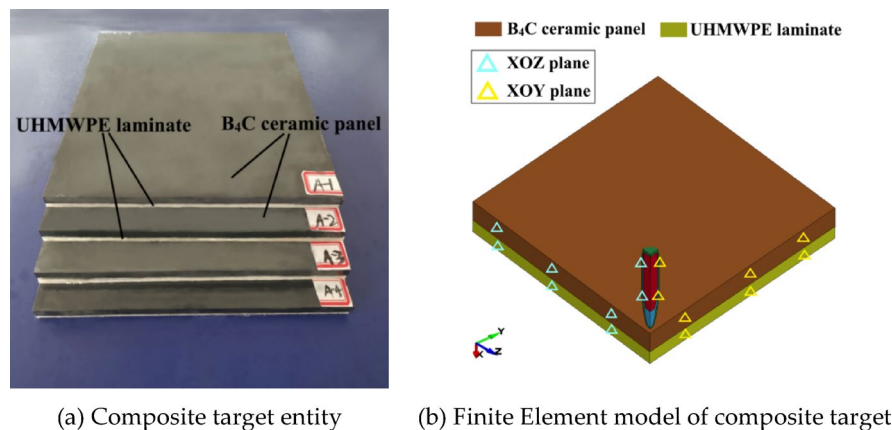 UHMWPE laminate
B₄C ceramic panel
A-1
A-2
A-3
A-4
(a) Composite target entity
B₄C ceramic panel
UHMWPE laminate
XOZ plane
XOY plane
Y
X
Z
(b) Finite Element model of composite target